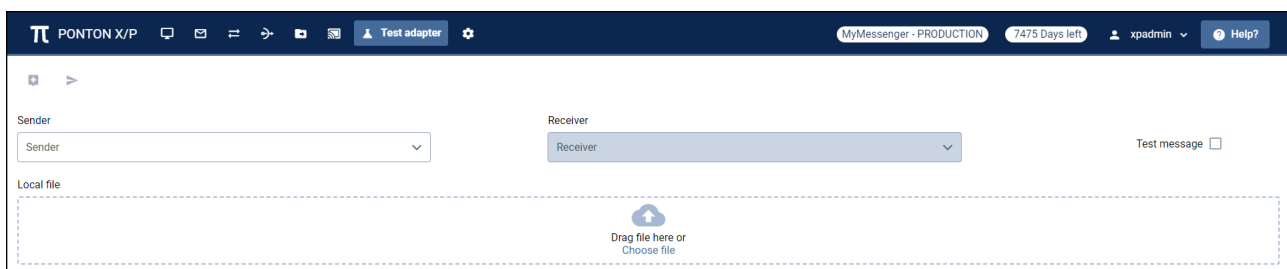 PONTON X/P Test adapter MyMessenger - PRODUCTION 7475 Days left xpadmin Help?
Sender Receiver
Sender Receiver Test message
Local file
Drag file here or
Choose file